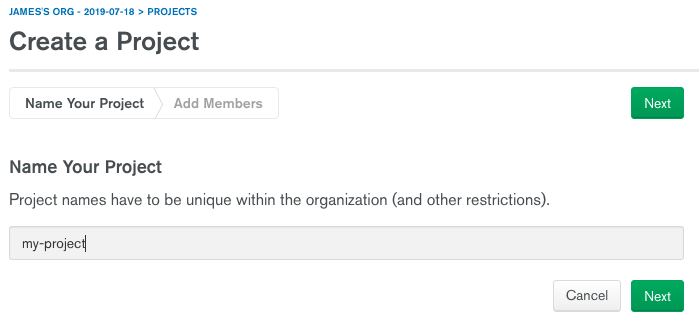 JAMES'S ORG - 2019-07-18 > PROJECTS
Create a Project
Name Your Project
Add Members
Next
Name Your Project
Project names have to be unique within the organization (and other restrictions).
my-project
Cancel
Next